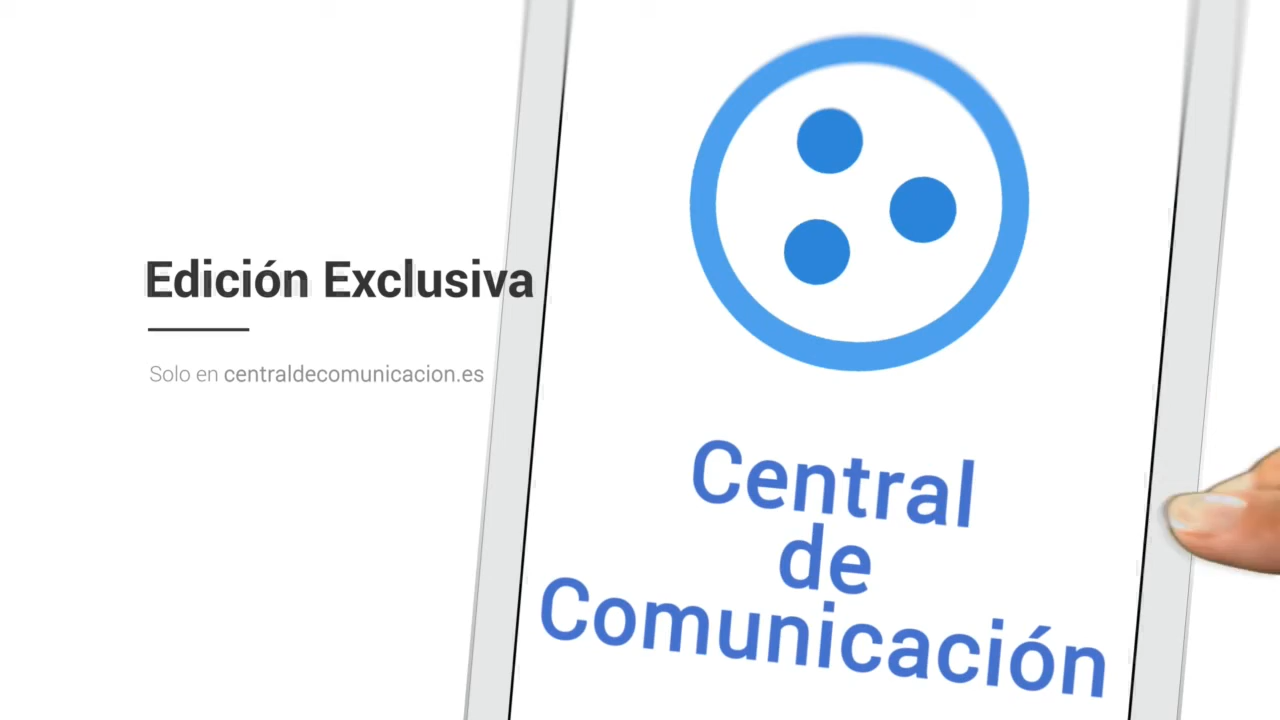 Edición Exclusiva
Solo en centraldecomunicacion.es
Central
de
Comunicación